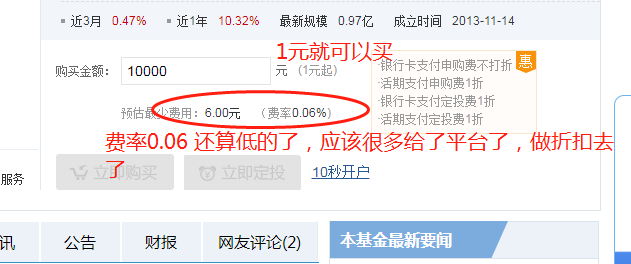 近3月 0.47% 近1年 10.32% 最新规模 0.97亿 成立时间 2013-11-14
1元就可以买
购买金额： 10000 元 （1元起）
惠
·银行卡支付申购费不打折
·活期支付申购费1折
·银行卡支付定投费1折
·活期支付定投费1折
预估最少费用：6.00元 （费率0.06%）
费率0.06 还算低的了，应该很多给了平台了，做折扣去
了
服务 立即购买 立即定投 10秒开户
讯 公告 财报 网友评论(2) 本基金最新要闻